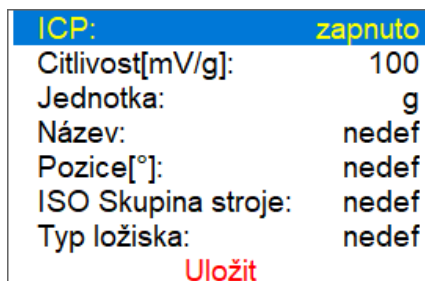 ICP: zapnuto
Citlivost[mV/g]: 100
Jednotka: g
Název: nedef
Pozice[°]: nedef
ISO Skupina stroje: nedef
Typ ložiska: nedef
Uložit